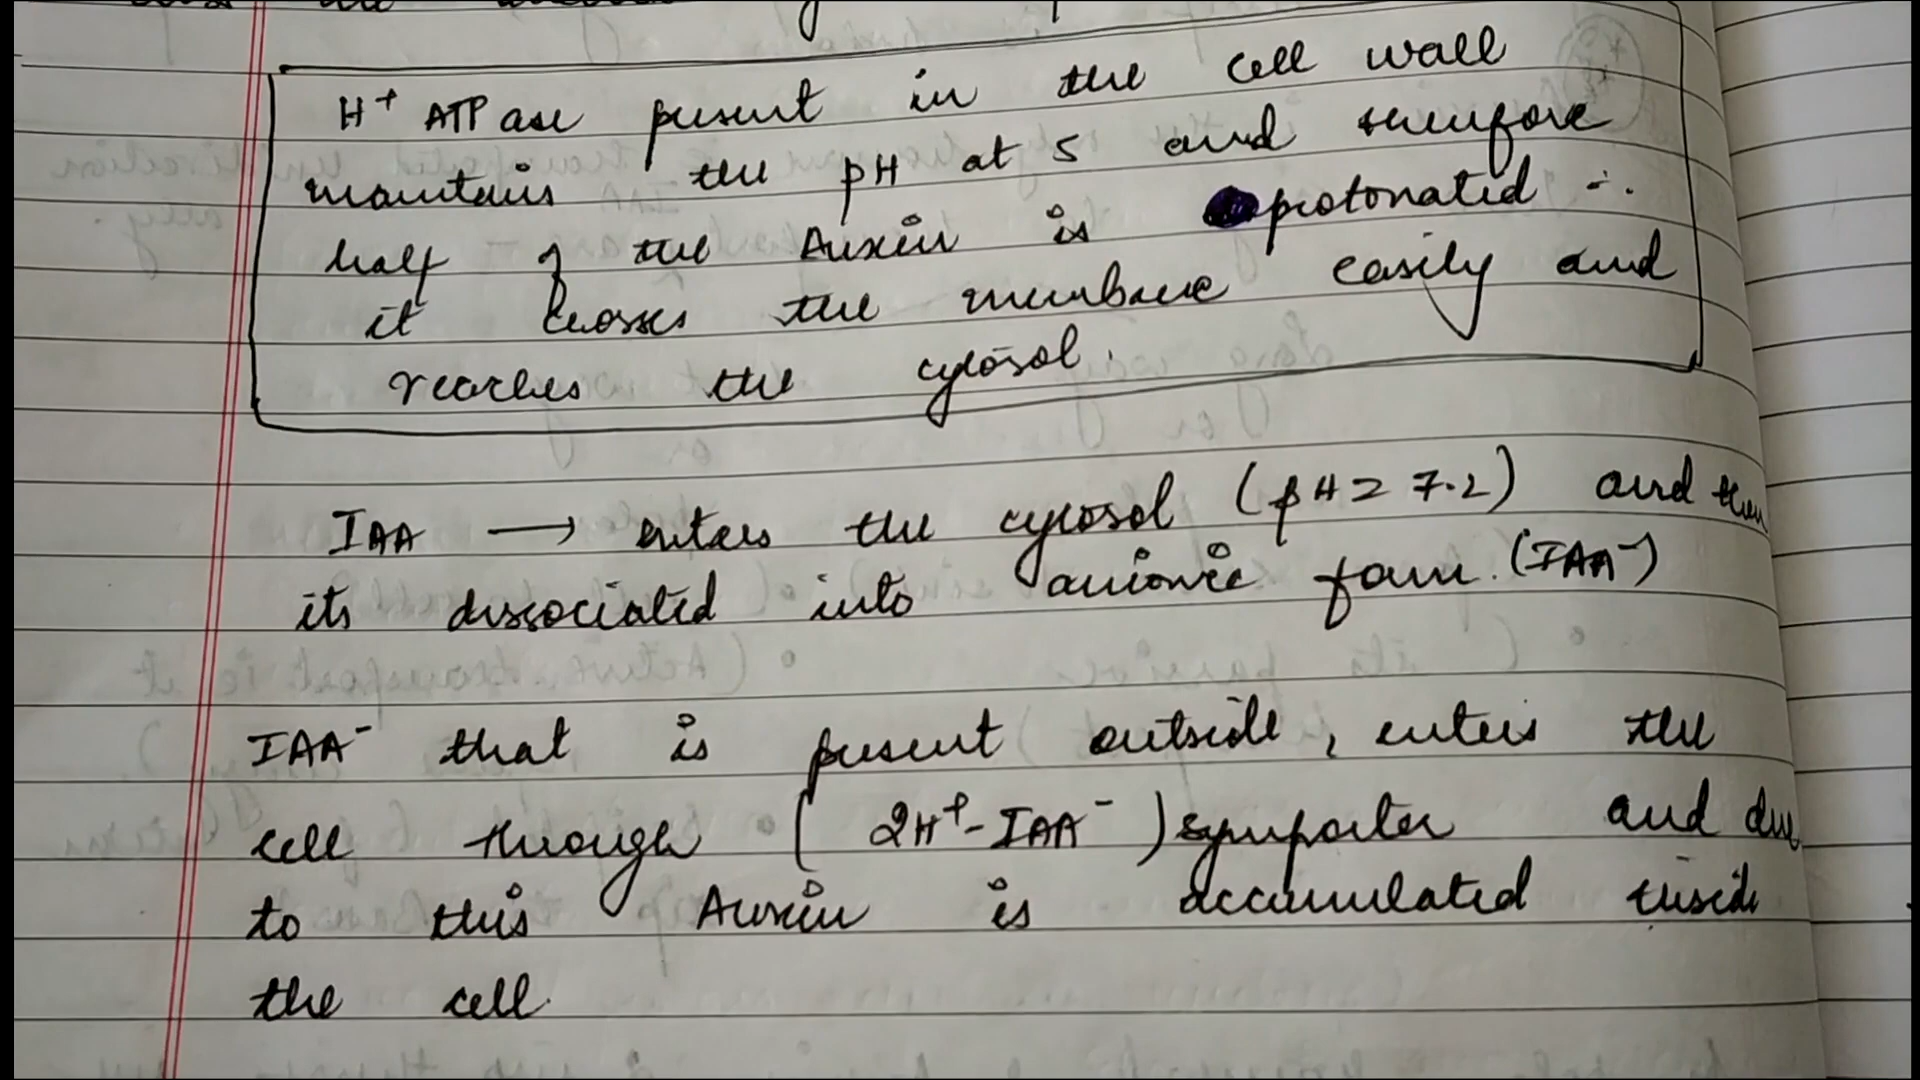 H+ ATPase present in the cell wall
maintains the pH at 5 and therefore
half of the Auxin is protonated ∴
it crosses the membrane easily and
reaches the cytosol.
IAA → enters the cytosol (pH = 7.2) and then
its dissociated into anionic form. (IAA-)
IAA- that is present outside, enters the
cell through (2H+-IAA-) symporter and due
to this Auxin is accumulated inside
the cell